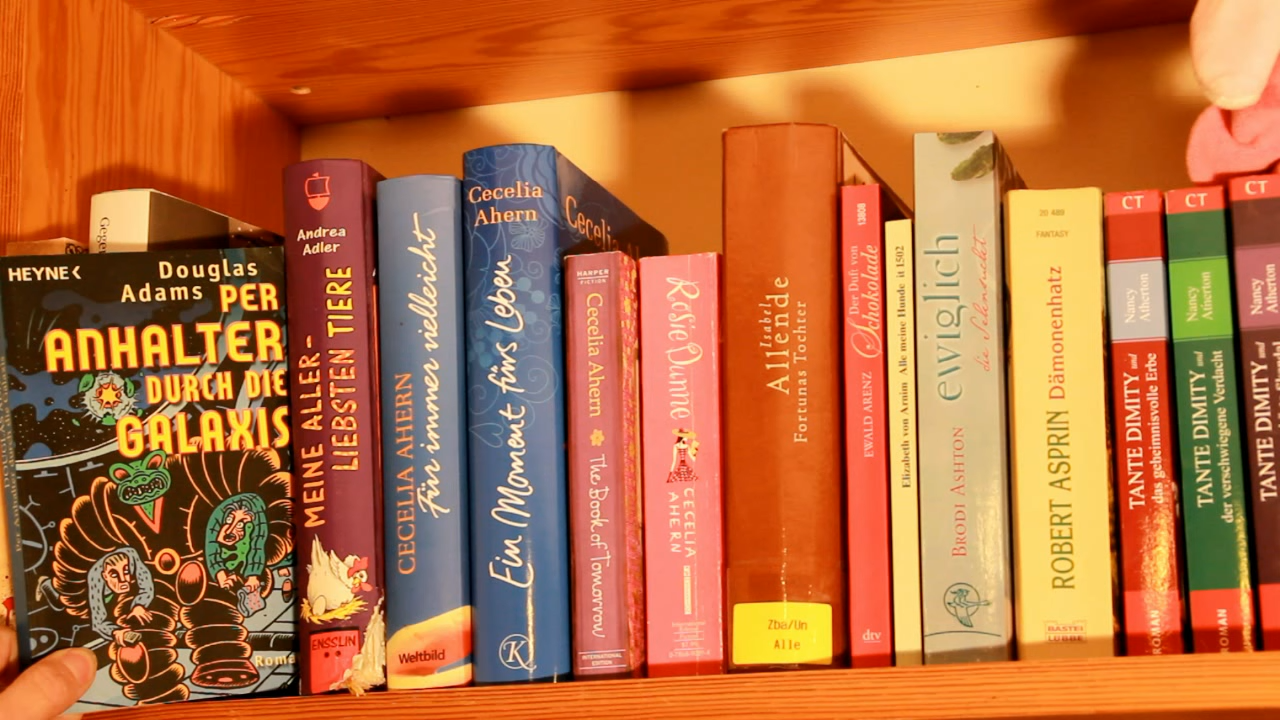 HEYNE<
Douglas
Adams PER
ANHALTER
DURCH DIE
GALAXIS
Andrea
Adler
MEINE ALLER-
LIEBSTEN TIERE
ENSSLIN
CECELIA AHERN
Für immer vielleicht
Weltbild
Cecelia
Ahern
Ein Moment fürs Leben
K
Cecelia
HARPER
FICTION
Cecelia Ahern
The Book of Tomorrow
INTERNATIONAL
EDITION
Rosie Dunne
CECELIA
AHERN
Isabel
Allende
Fortunas Tochter
Zba/Un
Alle
13808
EWALD ARENZ
Der Duft von
Schokolade
dtv
Elizabeth von Arnim Alle meine Hunde it 1502
BRODI ASHTON
ewiglich
die Sehnsucht
20 489
FANTASY
ROBERT ASPRIN Dämonenhatz
BASTEI
LÜBBE
CT
Nancy
Atherton
TANTE DIMITY und
das geheimnisvolle Erbe
ROMAN
CT
Nancy
Atherton
TANTE DIMITY und
der verschwiegene Verdacht
ROMAN
CT
Nancy
Atherton
TANTE DIMITY